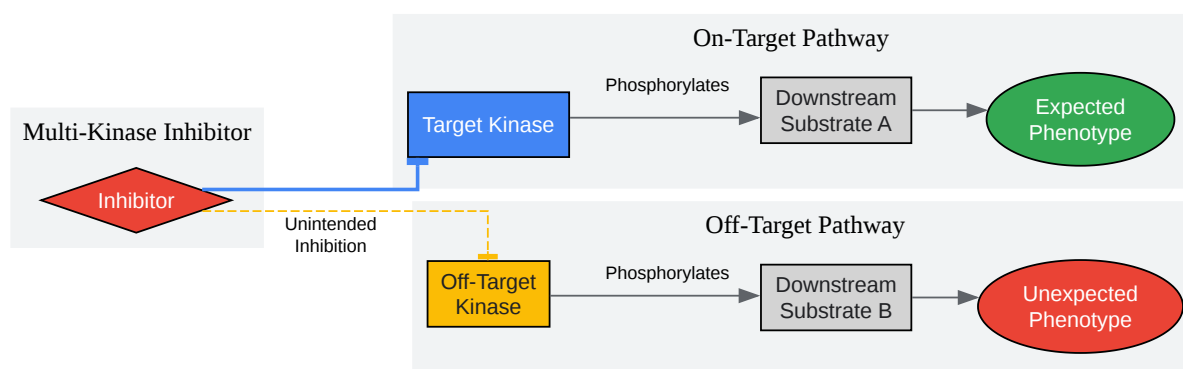 On-Target Pathway
Phosphorylates
Target Kinase
Downstream
Substrate A
Expected
Phenotype
Multi-Kinase Inhibitor
Inhibitor
Unintended
Inhibition
Off-Target Pathway
Phosphorylates
Off-Target
Kinase
Downstream
Substrate B
Unexpected
Phenotype